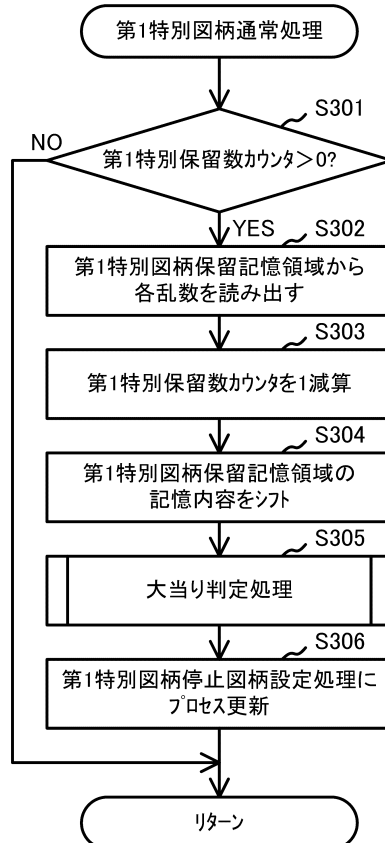 第1特別図柄通常処理
S301
NO
第1特別保留数カウンタ＞0?
YES
S302
第1特別図柄保留記憶領域から
各乱数を読み出す
S303
第1特別保留数カウンタを1減算
S304
第1特別図柄保留記憶領域の
記憶内容をシフト
S305
大当り判定処理
S306
第1特別図柄停止図柄設定処理に
プロセス更新
リターン